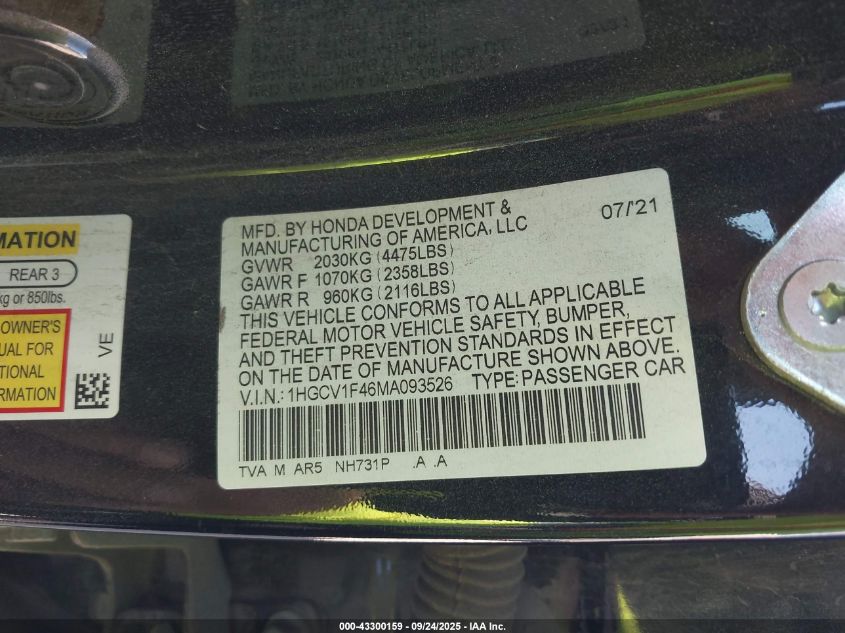 MATION
REAR 3
kg or 850lbs.
OWNER'S
UAL FOR
TIONAL
RMATION
VE
MFD. BY HONDA DEVELOPMENT & 07/'21
MANUFACTURING OF AMERICA, LLC
GVWR 2030KG (4475LBS)
GAWR F 1070KG (2358LBS)
GAWR R 960KG (2116LBS)
THIS VEHICLE CONFORMS TO ALL APPLICABLE
FEDERAL MOTOR VEHICLE SAFETY, BUMPER,
AND THEFT PREVENTION STANDARDS IN EFFECT
ON THE DATE OF MANUFACTURE SHOWN ABOVE.
V.I.N.: 1HGCV1F46MA093526 TYPE: PASSENGER CAR
TVA M AR5 NH731P .A .A
000-43300159 - 09/24/2025 - IAA Inc.